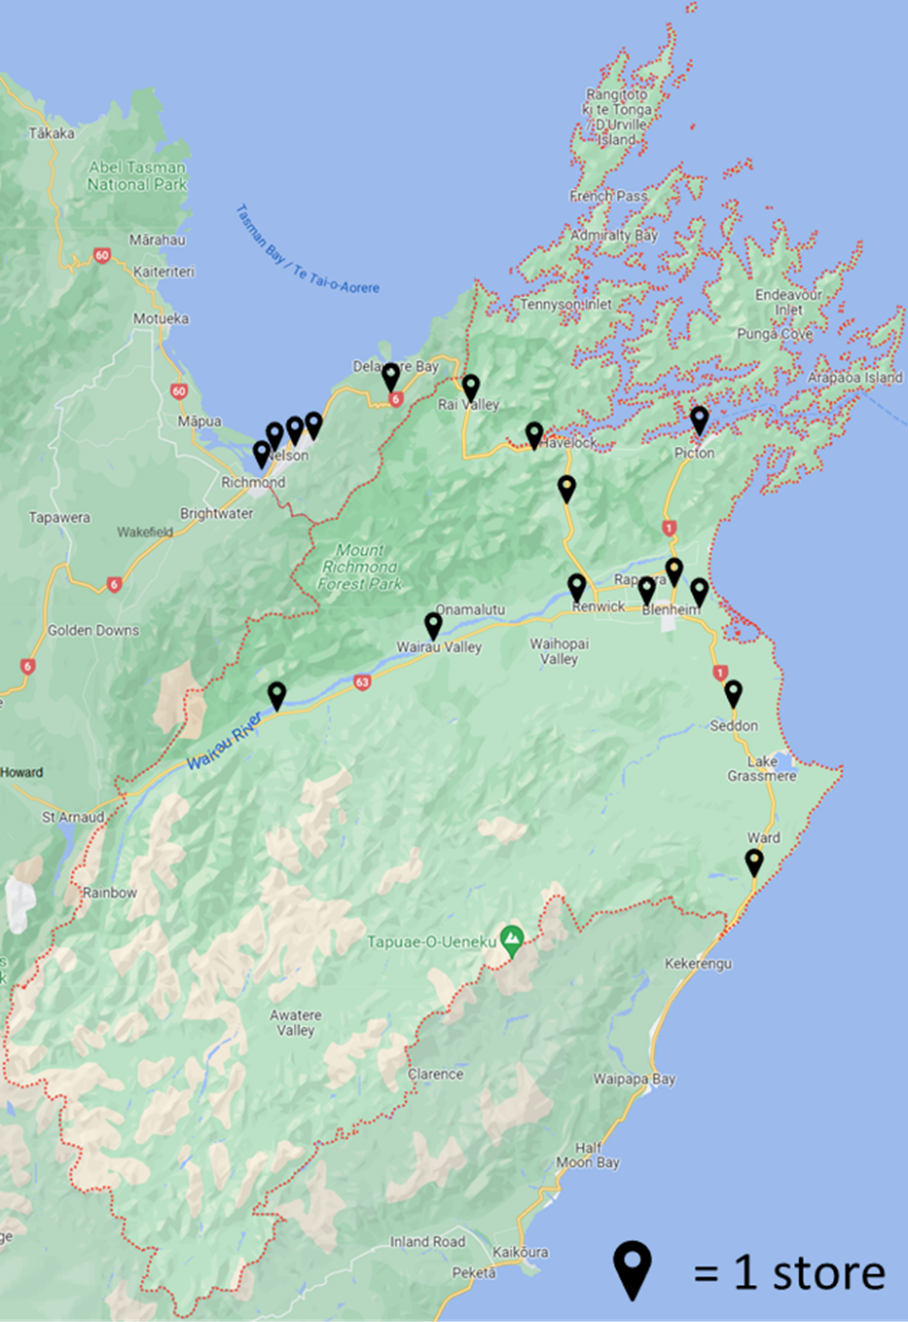 Rangitoto
ki te Tonga
/ D'Urville
Island
Tākaka
Abel Tasman
National Park
French Pass
Tasman Bay / Te Tai-o-Aorere
Admiralty Bay
Mārahau
60
Kaiteriteri
Endeavour
Inlet
Tennyson Inlet
Motueka
Punga Cove
Delaware Bay
Arapaoa Island
60
6
Rai Valley
Māpua
Havelock
Nelson
Picton
Richmond
Brightwater
Tapawera
Wakefield
1
Mount
Richmond
Forest Park
6
Rapaura
Onamalutu
Renwick
Blenheim
Golden Downs
Wairau Valley
Waihopai
Valley
6
63
1
Seddon
Wairau River
Lake
Grassmere
Howard
St Arnaud
Ward
Rainbow
Tapuae-O-Ueneku
Kekerengu
s
k
Awatere
Valley
Clarence
Waipapa Bay
Half
Moon Bay
ge
Inland Road
Kaikōura
Peketā
= 1 store